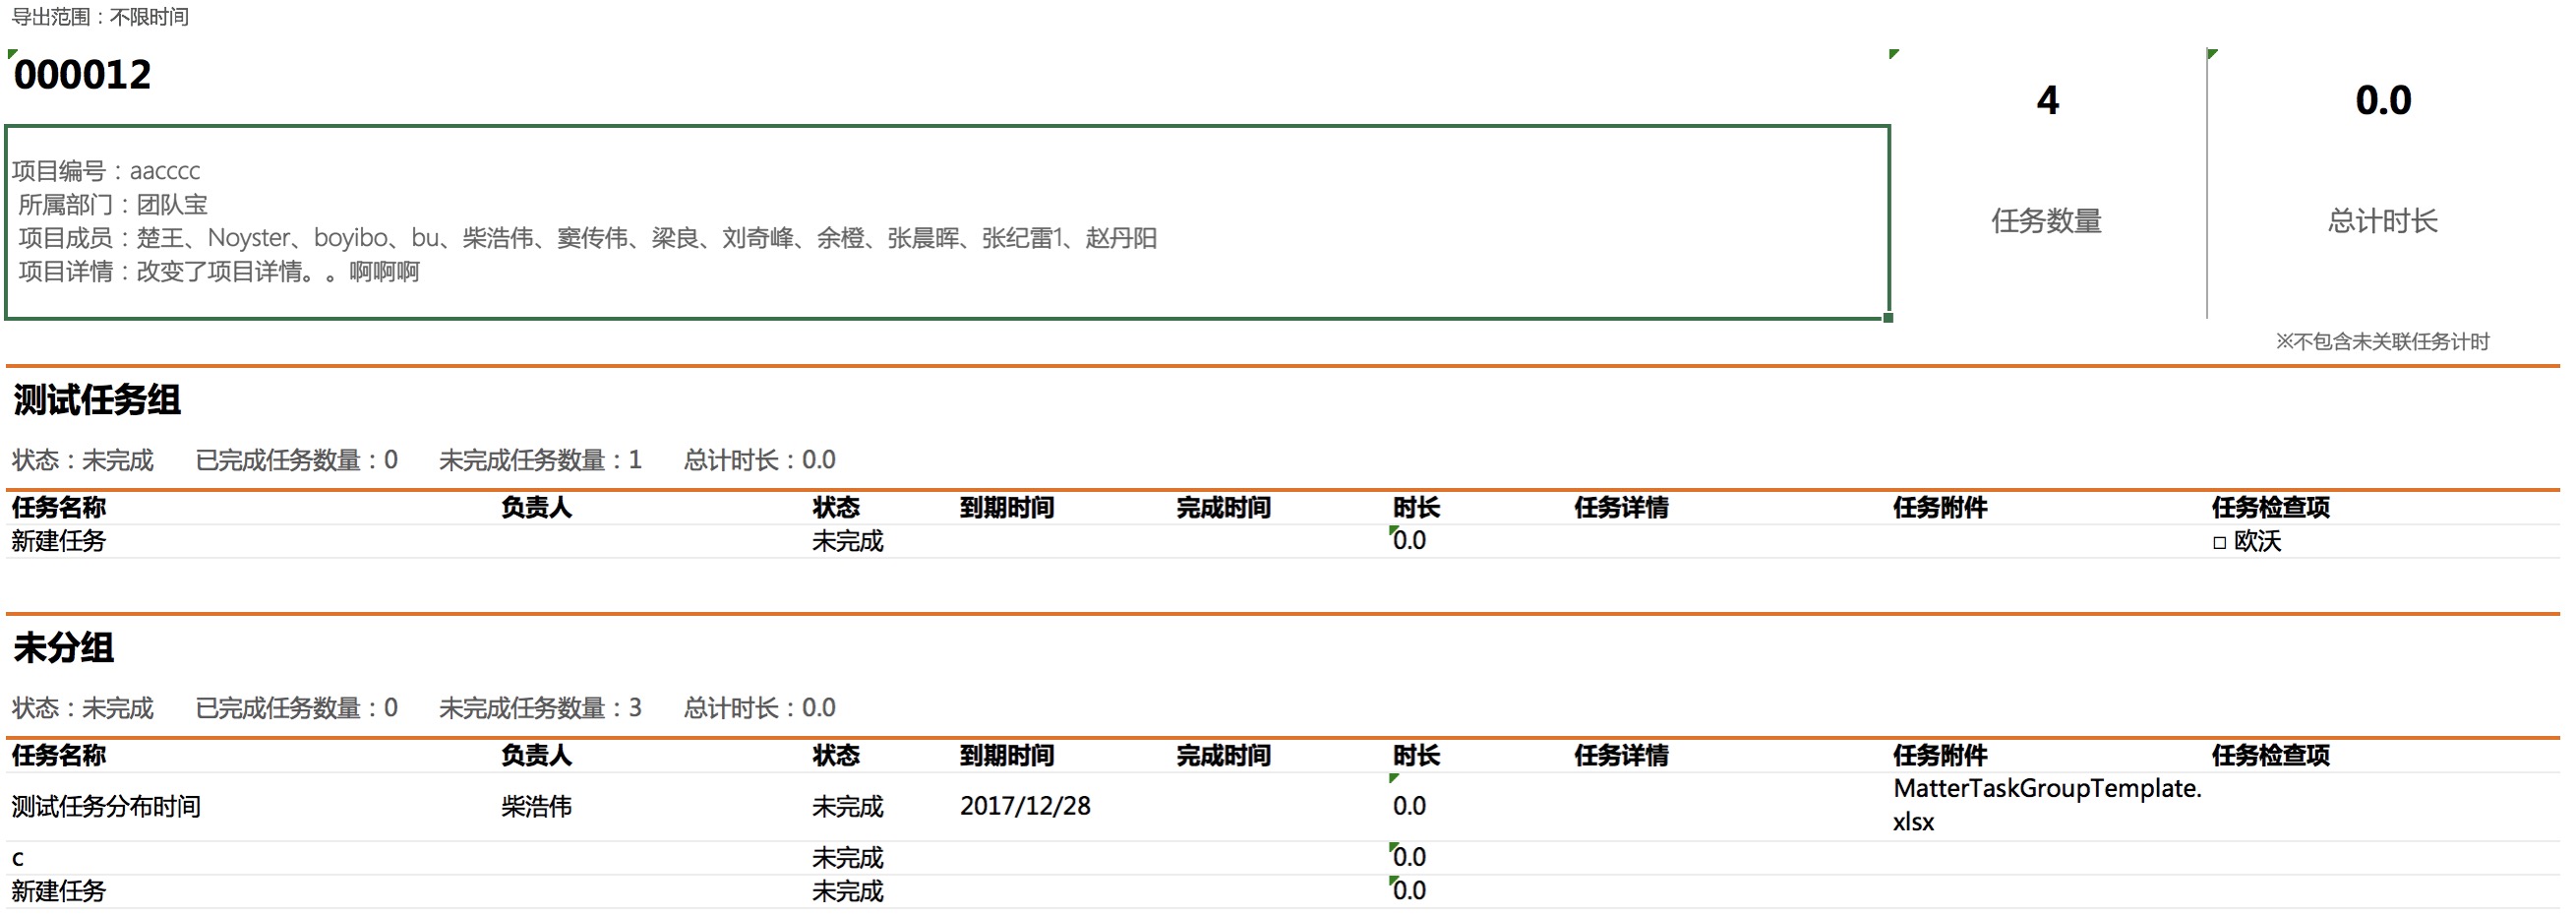 导出范围：不限时间
000012
4
0.0
项目编号：aacccc
所属部门：团队宝
项目成员：楚王、Noyster、boyibo、bu、柴浩伟、窦传伟、梁良、刘奇峰、余橙、张晨晖、张纪雷1、赵丹阳
项目详情：改变了项目详情。。啊啊啊
任务数量
总计时长
※不包含未关联任务计时
测试任务组
状态：未完成 已完成任务数量：0 未完成任务数量：1 总计时长：0.0
任务名称 负责人 状态 到期时间 完成时间 时长 任务详情 任务附件 任务检查项
新建任务 未完成 0.0 □ 欧沃
未分组
状态：未完成 已完成任务数量：0 未完成任务数量：3 总计时长：0.0
任务名称 负责人 状态 到期时间 完成时间 时长 任务详情 任务附件 任务检查项
测试任务分布时间 柴浩伟 未完成 2017/12/28 0.0 MatterTaskGroupTemplate.
xlsx
c 未完成 0.0
新建任务 未完成 0.0